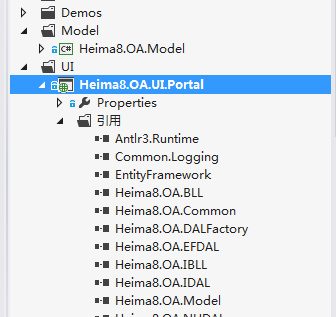 Demos
Model
Heima8.OA.Model
UI
Heima8.OA.UI.Portal
Properties
引用
Antlr3.Runtime
Common.Logging
EntityFramework
Heima8.OA.BLL
Heima8.OA.Common
Heima8.OA.DALFactory
Heima8.OA.EFDAL
Heima8.OA.IBLL
Heima8.OA.IDAL
Heima8.OA.Model